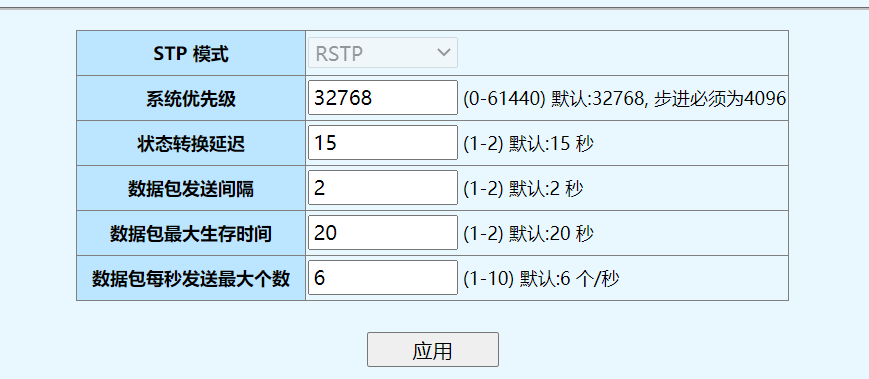 STP 模式 RSTP
系统优先级 32768 (0-61440) 默认:32768, 步进必须为4096
状态转换延迟 15 (1-2) 默认:15 秒
数据包发送间隔 2 (1-2) 默认:2 秒
数据包最大生存时间 20 (1-2) 默认:20 秒
数据包每秒发送最大个数 6 (1-10) 默认:6 个/秒
应用